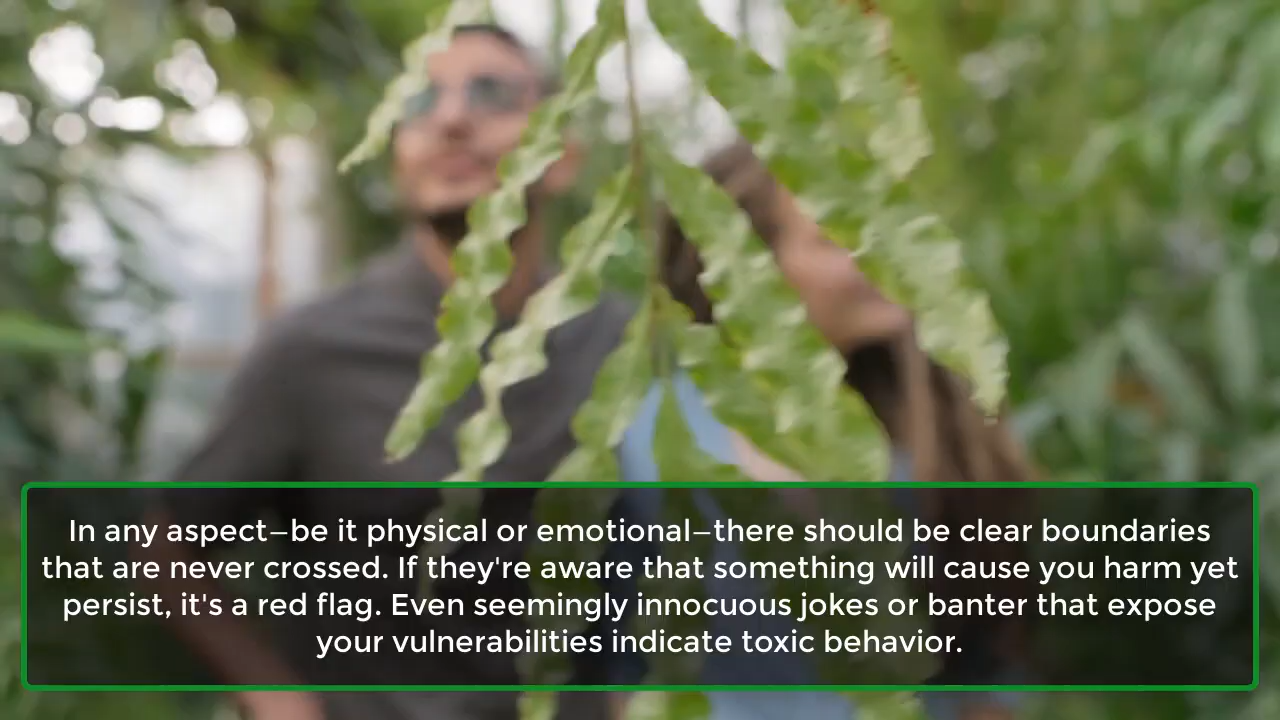 In any aspect—be it physical or emotional—there should be clear boundaries
that are never crossed. If they're aware that something will cause you harm yet
persist, it's a red flag. Even seemingly innocuous jokes or banter that expose
your vulnerabilities indicate toxic behavior.